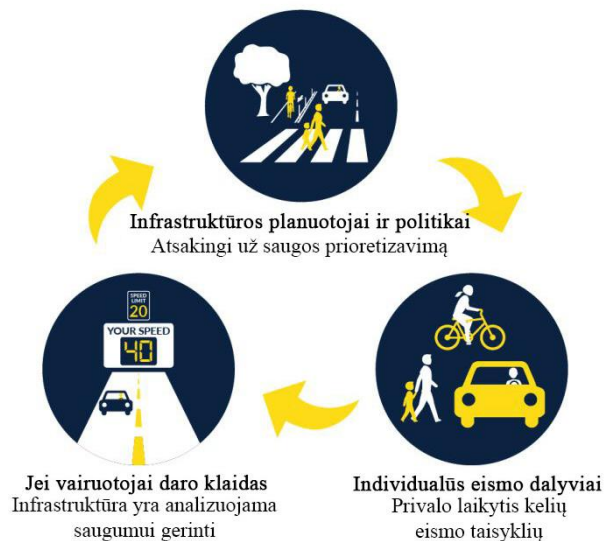 Infrastruktūros planuotojai ir politikai
Atsakingi už saugos prioretizavimą
SPEED
LIMIT
20
YOUR SPEED
40
Jei vairuotojai daro klaidas
Infrastruktūra yra analizuojama
saugumui gerinti
Individualūs eismo dalyviai
Privalo laikytis kelių
eismo taisyklių